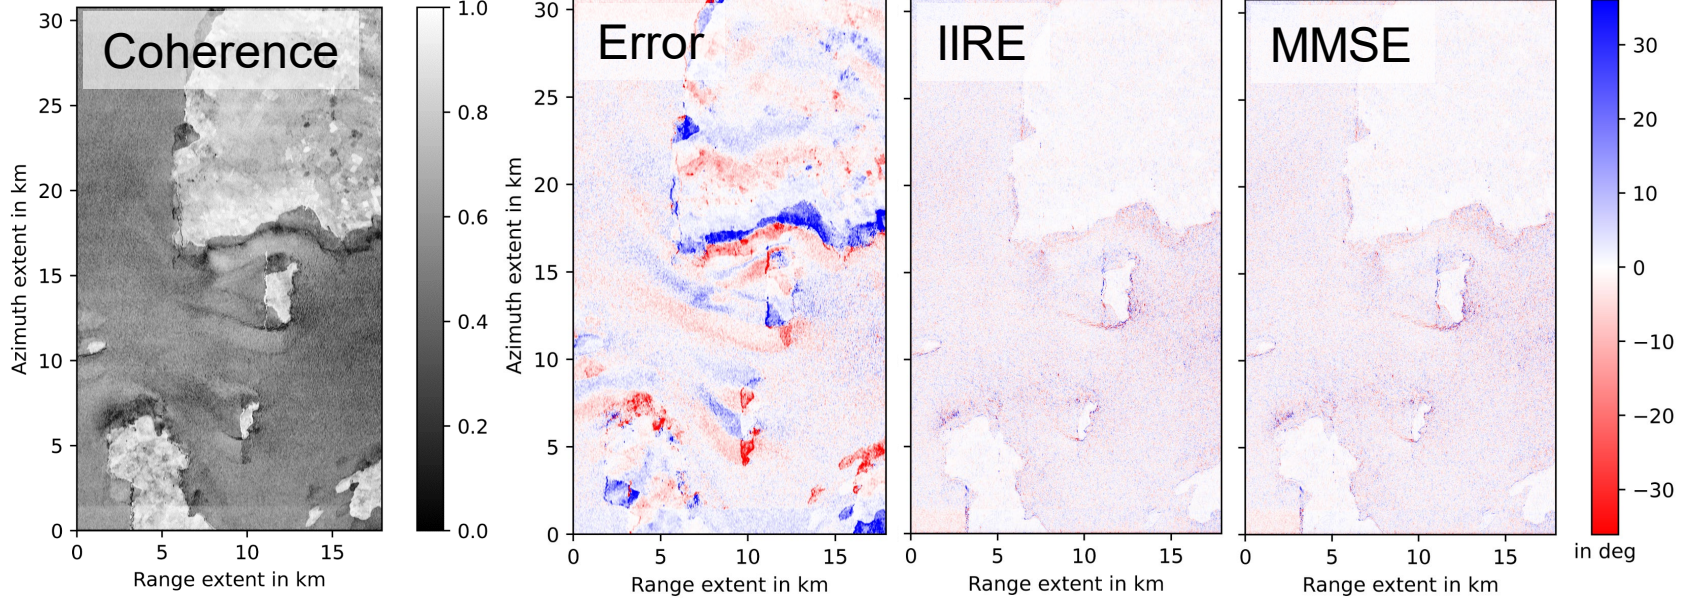 Coherence
Azimuth extent in km
30
25
20
15
10
5
0
0 5 10 15
Range extent in km
1.0
0.8
0.6
0.4
0.2
0.0
Error
Azimuth extent in km
30
25
20
15
10
5
0
0 5 10 15
Range extent in km
IIRE
0 5 10 15
Range extent in km
MMSE
0 5 10 15
Range extent in km
30
20
10
0
−10
−20
−30
in deg